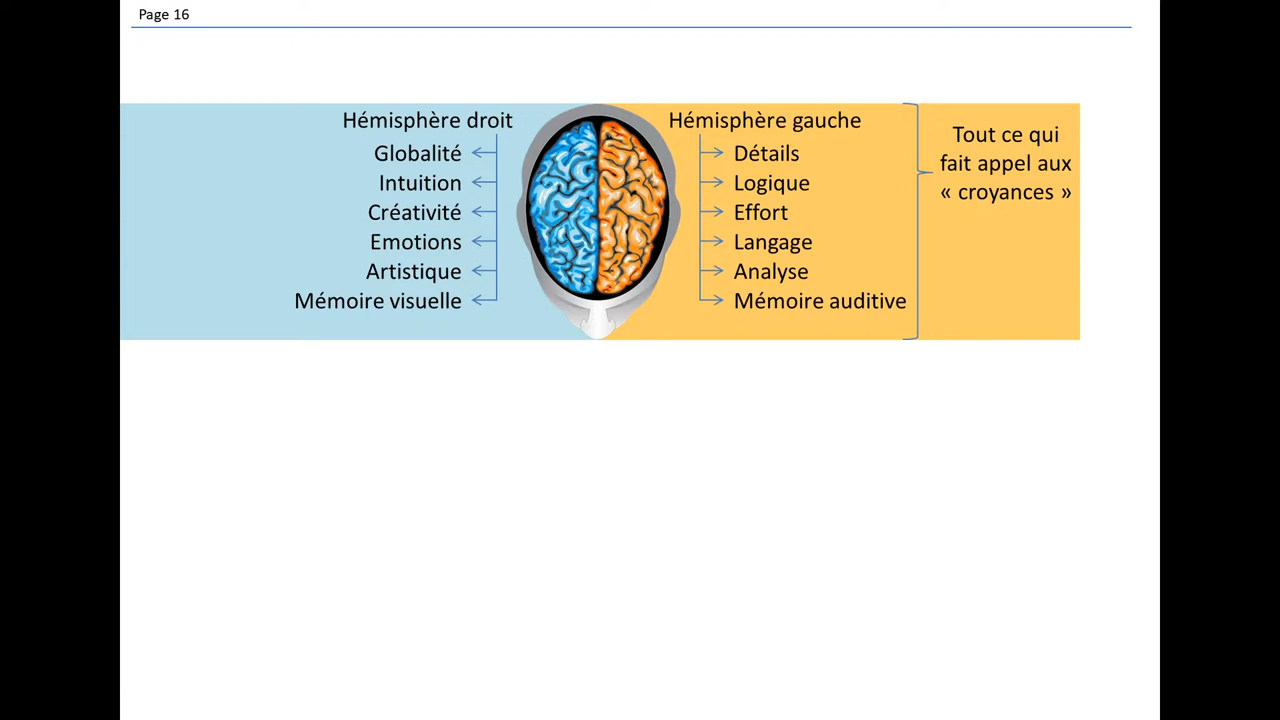 Page 16
Hémisphère droit
Globalité
Intuition
Créativité
Emotions
Artistique
Mémoire visuelle
Hémisphère gauche
Détails
Logique
Effort
Langage
Analyse
Mémoire auditive
Tout ce qui
fait appel aux
« croyances »